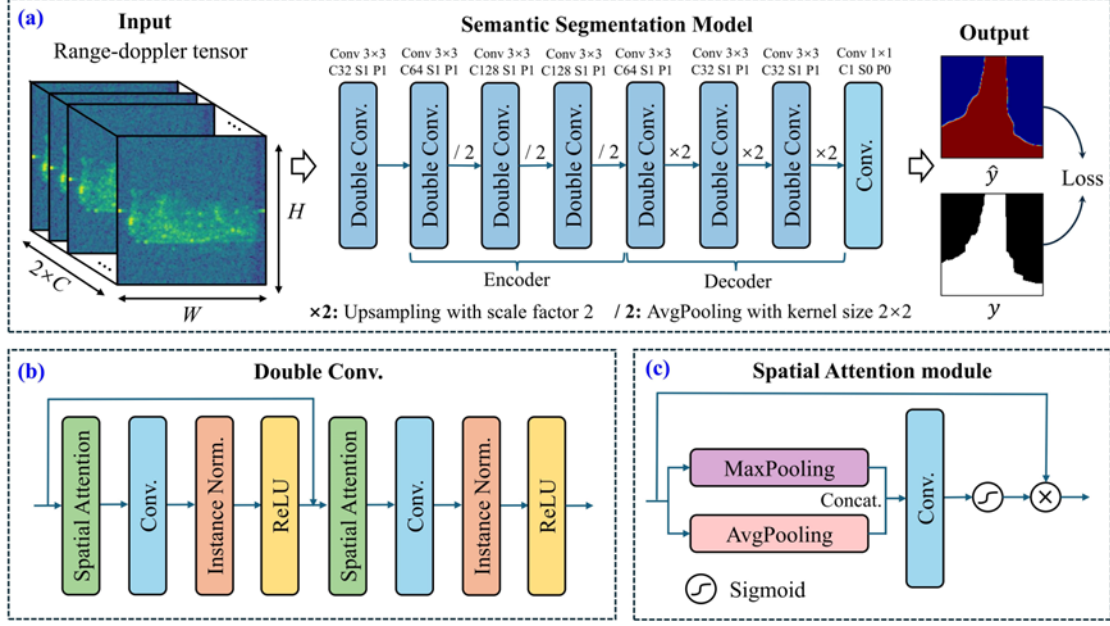 (a)
Input
Range-doppler tensor
...
...
2×C
W
H
Semantic Segmentation Model
Conv 3×3 Conv 3×3 Conv 3×3 Conv 3×3 Conv 3×3 Conv 3×3 Conv 3×3 Conv 1×1
C32 S1 P1 C64 S1 P1 C128 S1 P1 C128 S1 P1 C64 S1 P1 C32 S1 P1 C32 S1 P1 C1 S0 P0
Double Conv.
Double Conv.
/ 2
Double Conv.
/ 2
Double Conv.
/ 2
Double Conv.
×2
Double Conv.
×2
Double Conv.
×2
Conv.
Encoder
Decoder
×2: Upsampling with scale factor 2 / 2: AvgPooling with kernel size 2×2
Output
ŷ
Loss
y
(b)
Double Conv.
Spatial Attention
Conv.
Instance Norm.
ReLU
Spatial Attention
Conv.
Instance Norm.
ReLU
(c)
Spatial Attention module
MaxPooling
Concat.
AvgPooling
Conv.
×
Sigmoid